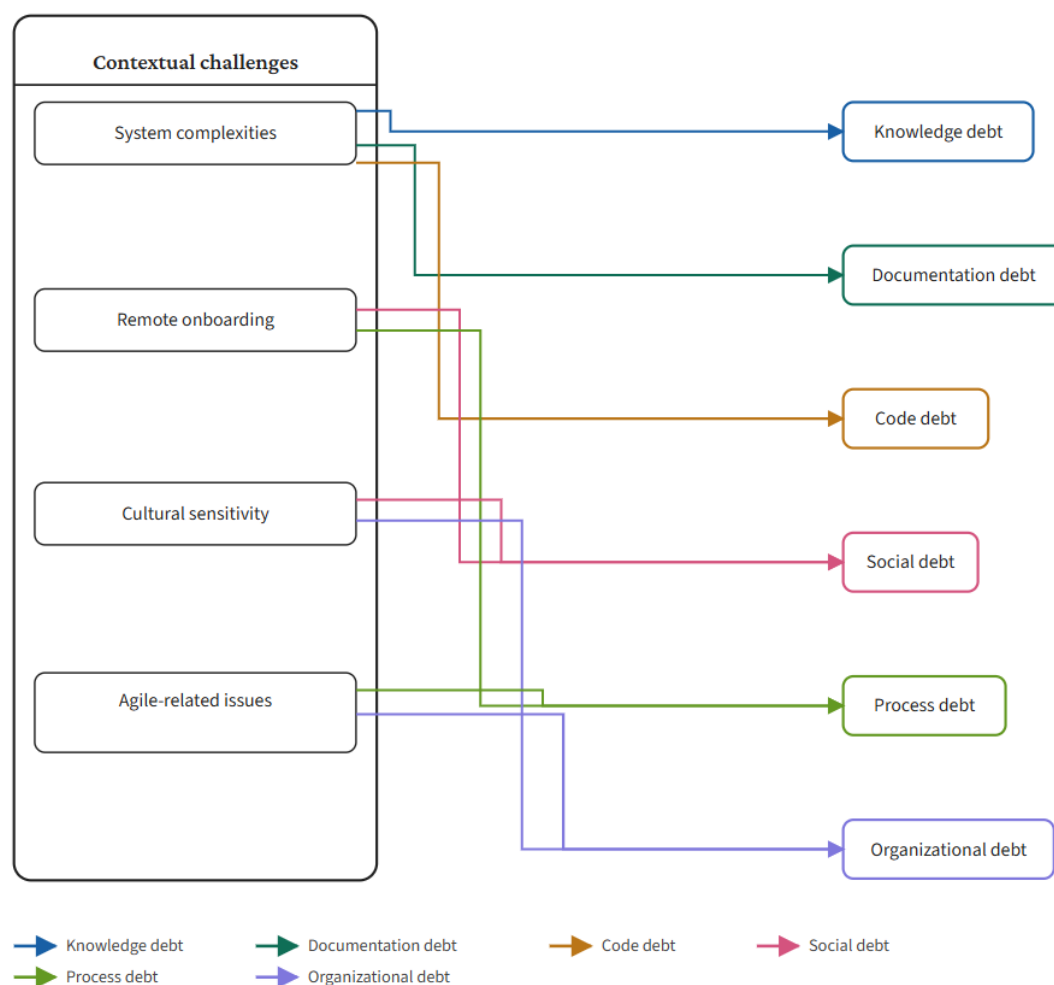 Contextual challenges
System complexities
Knowledge debt
Documentation debt
Remote onboarding
Code debt
Cultural sensitivity
Social debt
Agile-related issues
Process debt
Organizational debt
Knowledge debt
Documentation debt
Code debt
Social debt
Process debt
Organizational debt